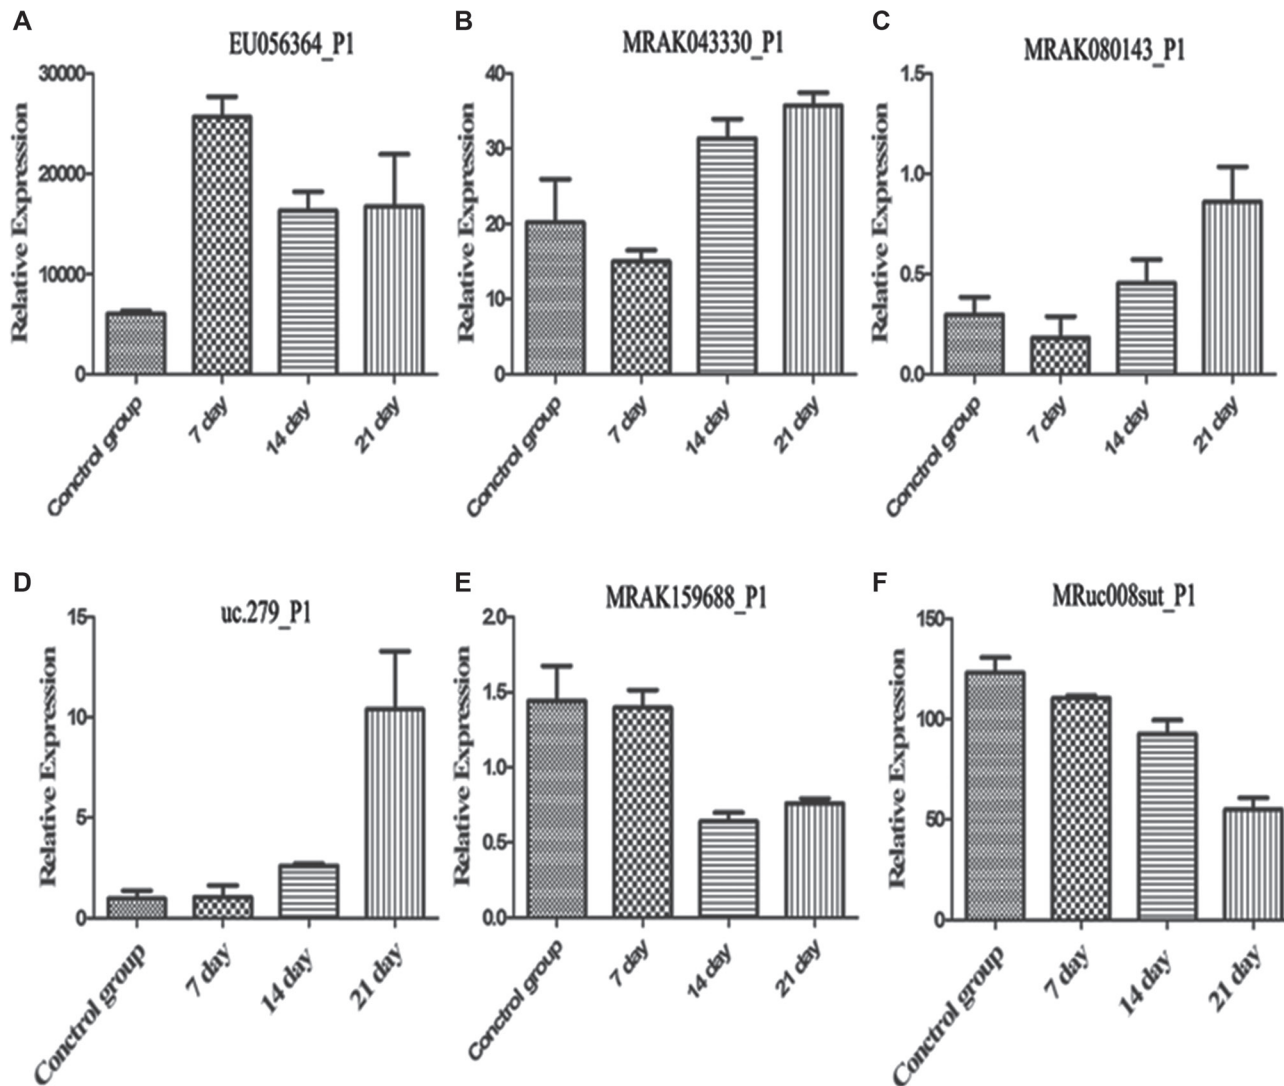 A
EU056364_P1
Relative Expression
30000
20000
10000
0
Conctrol group
7 day
14 day
21 day
B
MRAK043330_P1
Relative Expression
40
30
20
10
0
Conctrol group
7 day
14 day
21 day
C
MRAK080143_P1
Relative Expression
1.5
1.0
0.5
0.0
Conctrol group
7 day
14 day
21 day
D
uc.279_P1
Relative Expression
15
10
5
0
Conctrol group
7 day
14 day
21 day
E
MRAK159688_P1
Relative Expression
2.0
1.5
1.0
0.5
0.0
Conctrol group
7 day
14 day
21 day
F
MRuc008sut_P1
Relative Expression
150
100
50
0
Conctrol group
7 day
14 day
21 day